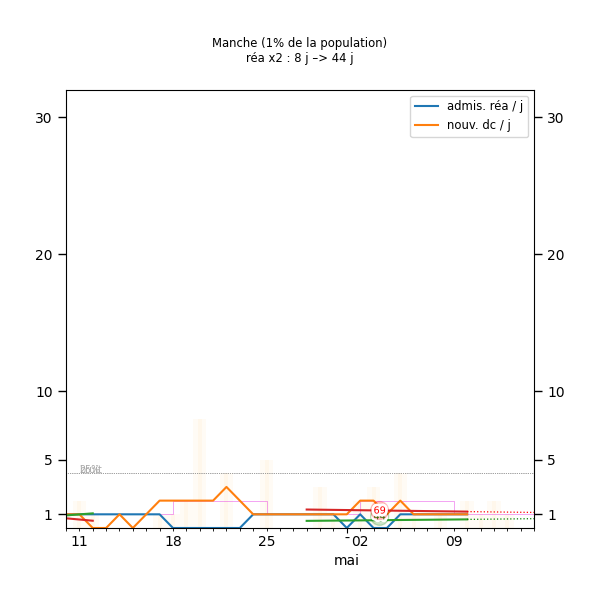 Manche (1% de la population)
réa x2 : 8 j –> 44 j
admis. réa / j
nouv. dc / j
30 30
20 20
10 10
5 5
1 1
69
11 18 25 02 09
mai